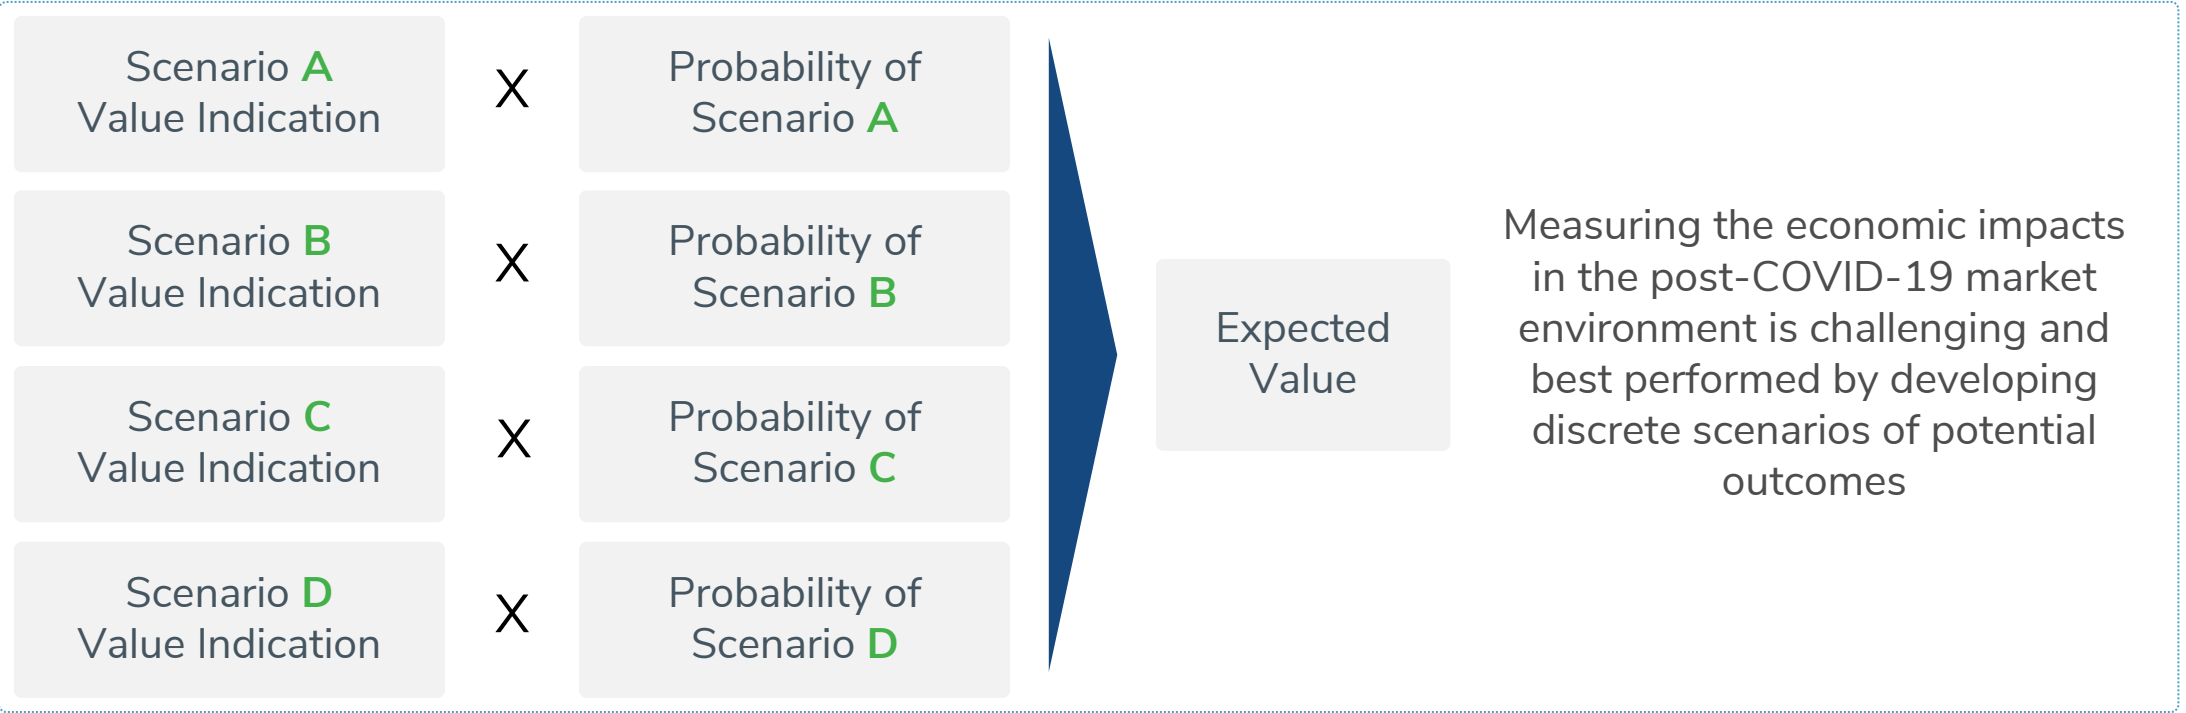 Scenario A
Value Indication
X
Probability of
Scenario A
Scenario B
Value Indication
X
Probability of
Scenario B
Scenario C
Value Indication
X
Probability of
Scenario C
Scenario D
Value Indication
X
Probability of
Scenario D
Expected
Value
Measuring the economic impacts
in the post-COVID-19 market
environment is challenging and
best performed by developing
discrete scenarios of potential
outcomes